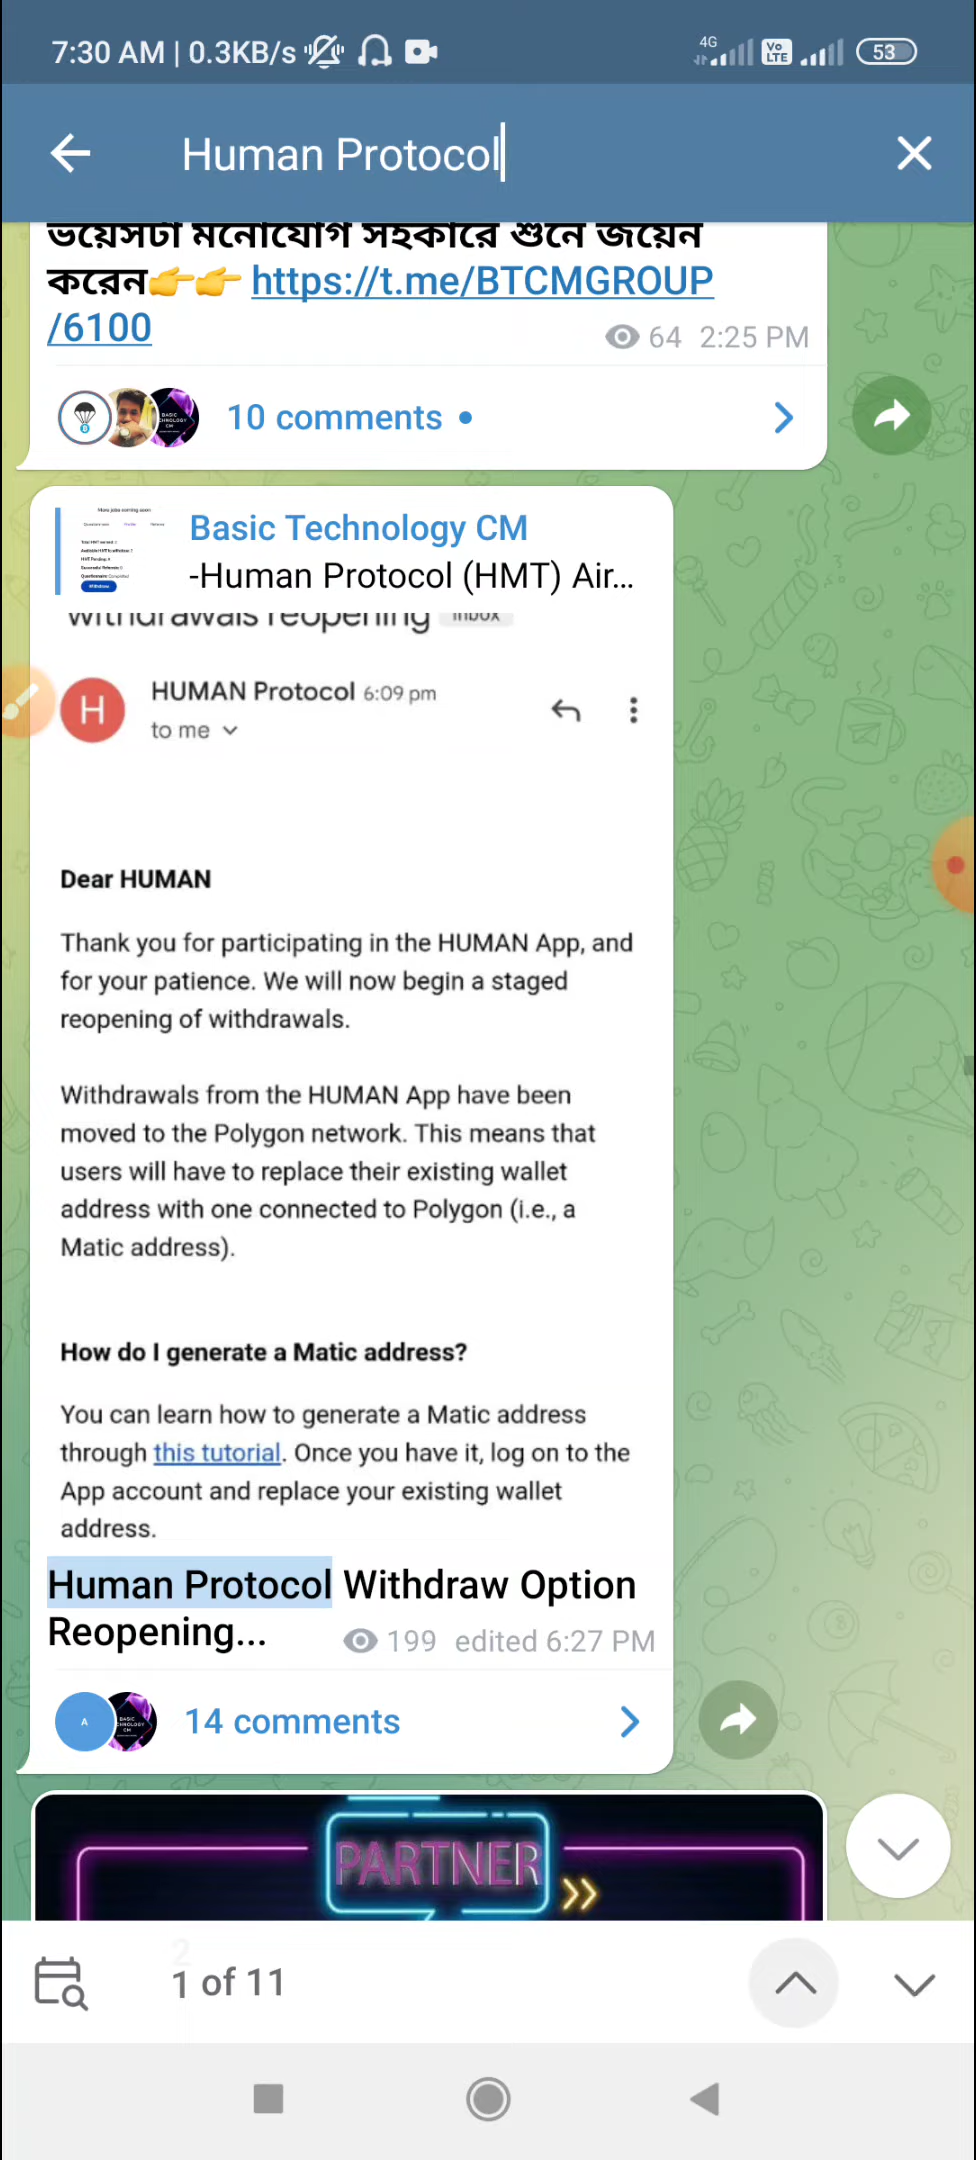 7:30 AM | 0.3KB/s
4G
Vo LTE
53
Human Protocol
ভয়েসটা মনোযোগ সহকারে শুনে জয়েন
করেন👉👉 https://t.me/BTCMGROUP
/6100
64 2:25 PM
10 comments
Basic Technology CM
-Human Protocol (HMT) Air...
withdrawals reopening Inbox
H
HUMAN Protocol 6:09 pm
to me
Dear HUMAN
Thank you for participating in the HUMAN App, and
for your patience. We will now begin a staged
reopening of withdrawals.
Withdrawals from the HUMAN App have been
moved to the Polygon network. This means that
users will have to replace their existing wallet
address with one connected to Polygon (i.e., a
Matic address).
How do I generate a Matic address?
You can learn how to generate a Matic address
through this tutorial. Once you have it, log on to the
App account and replace your existing wallet
address.
Human Protocol Withdraw Option
Reopening...
199 edited 6:27 PM
A
14 comments
PARTNER
1 of 11